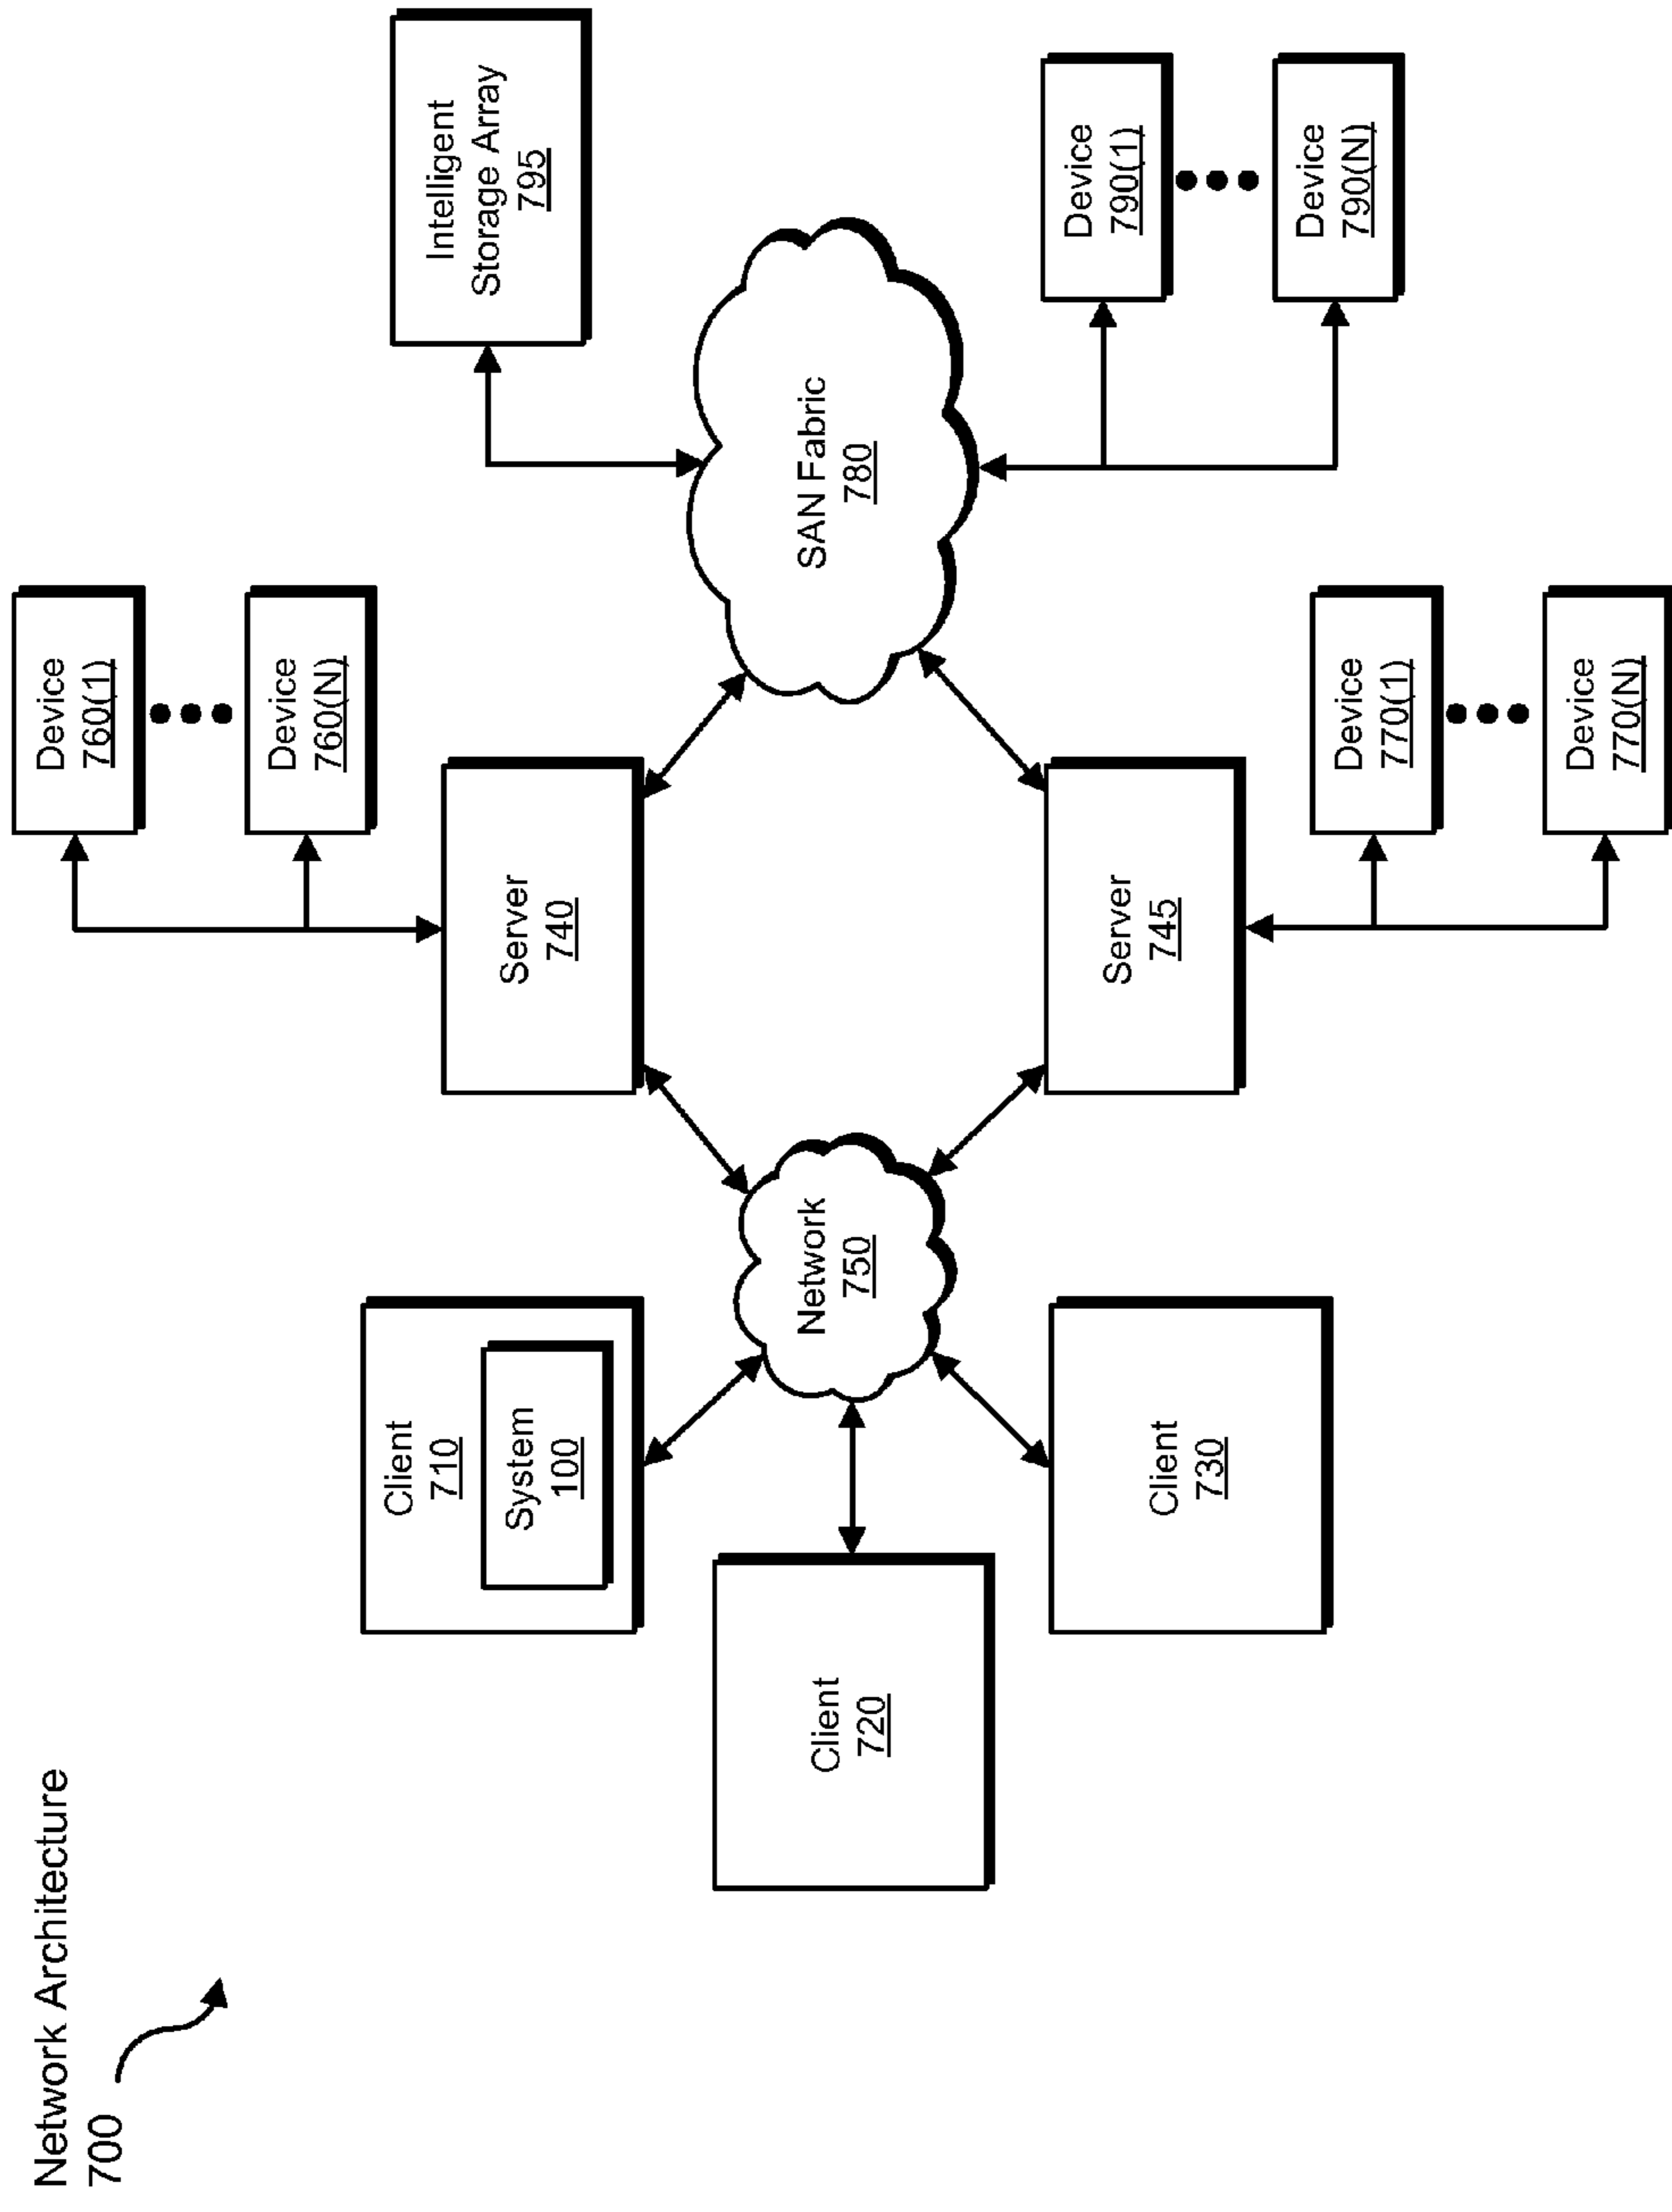 Network Architecture
700
Client
710
System
100
Client
720
Client
730
Network
750
Server
740
Server
745
Device
760(1)
Device
760(N)
Device
770(1)
Device
770(N)
SAN Fabric
780
Intelligent
Storage Array
795
Device
790(1)
Device
790(N)